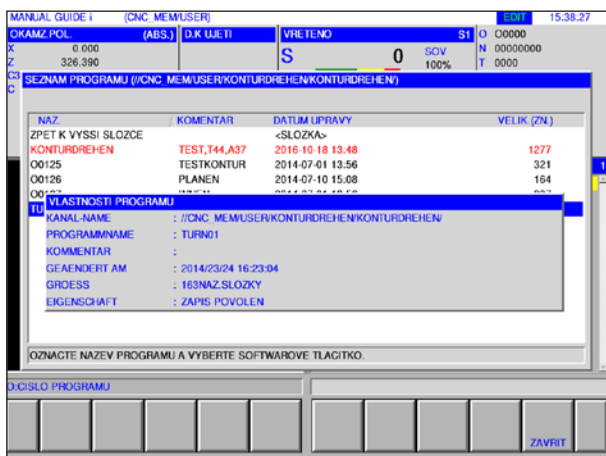 MANUAL GUIDE i (CNC_MEM/USER) EDIT 15:38.27
OKAMZ.POL. (ABS.) D.K UJETI VRETENO S1 O O0000
X 0.000 N 00000000
Z 326.390 S 0 SOV 100% T 0000
C3
C
SEZNAM PROGRAMU (//CNC_MEM/USER/KONTURDREHEN/KONTURDREHEN/)
NAZ. KOMENTAR DATUM UPRAVY VELIK.(ZN.)
ZPET K VYSSI SLOZCE <SLOZKA>
KONTURDREHEN TEST,T44,A37 2016-10-18 13:48 1277
O0125 TESTKONTUR 2014-07-01 13:56 321
O0126 PLANEN 2014-07-10 15:08 164
1
TU
VLASTNOSTI PROGRAMU
KANAL-NAME : //CNC_MEM/USER/KONTURDREHEN/KONTURDREHEN/
PROGRAMMNAME : TURN01
KOMMENTAR :
GEAENDERT AM : 2014/23/24 16:23:04
GROESS : 163NAZ.SLOZKY
EIGENSCHAFT : ZAPIS POVOLEN
OZNACTE NAZEV PROGRAMU A VYBERTE SOFTWAROVE TLACITKO.
O:CISLO PROGRAMU
ZAVRIT